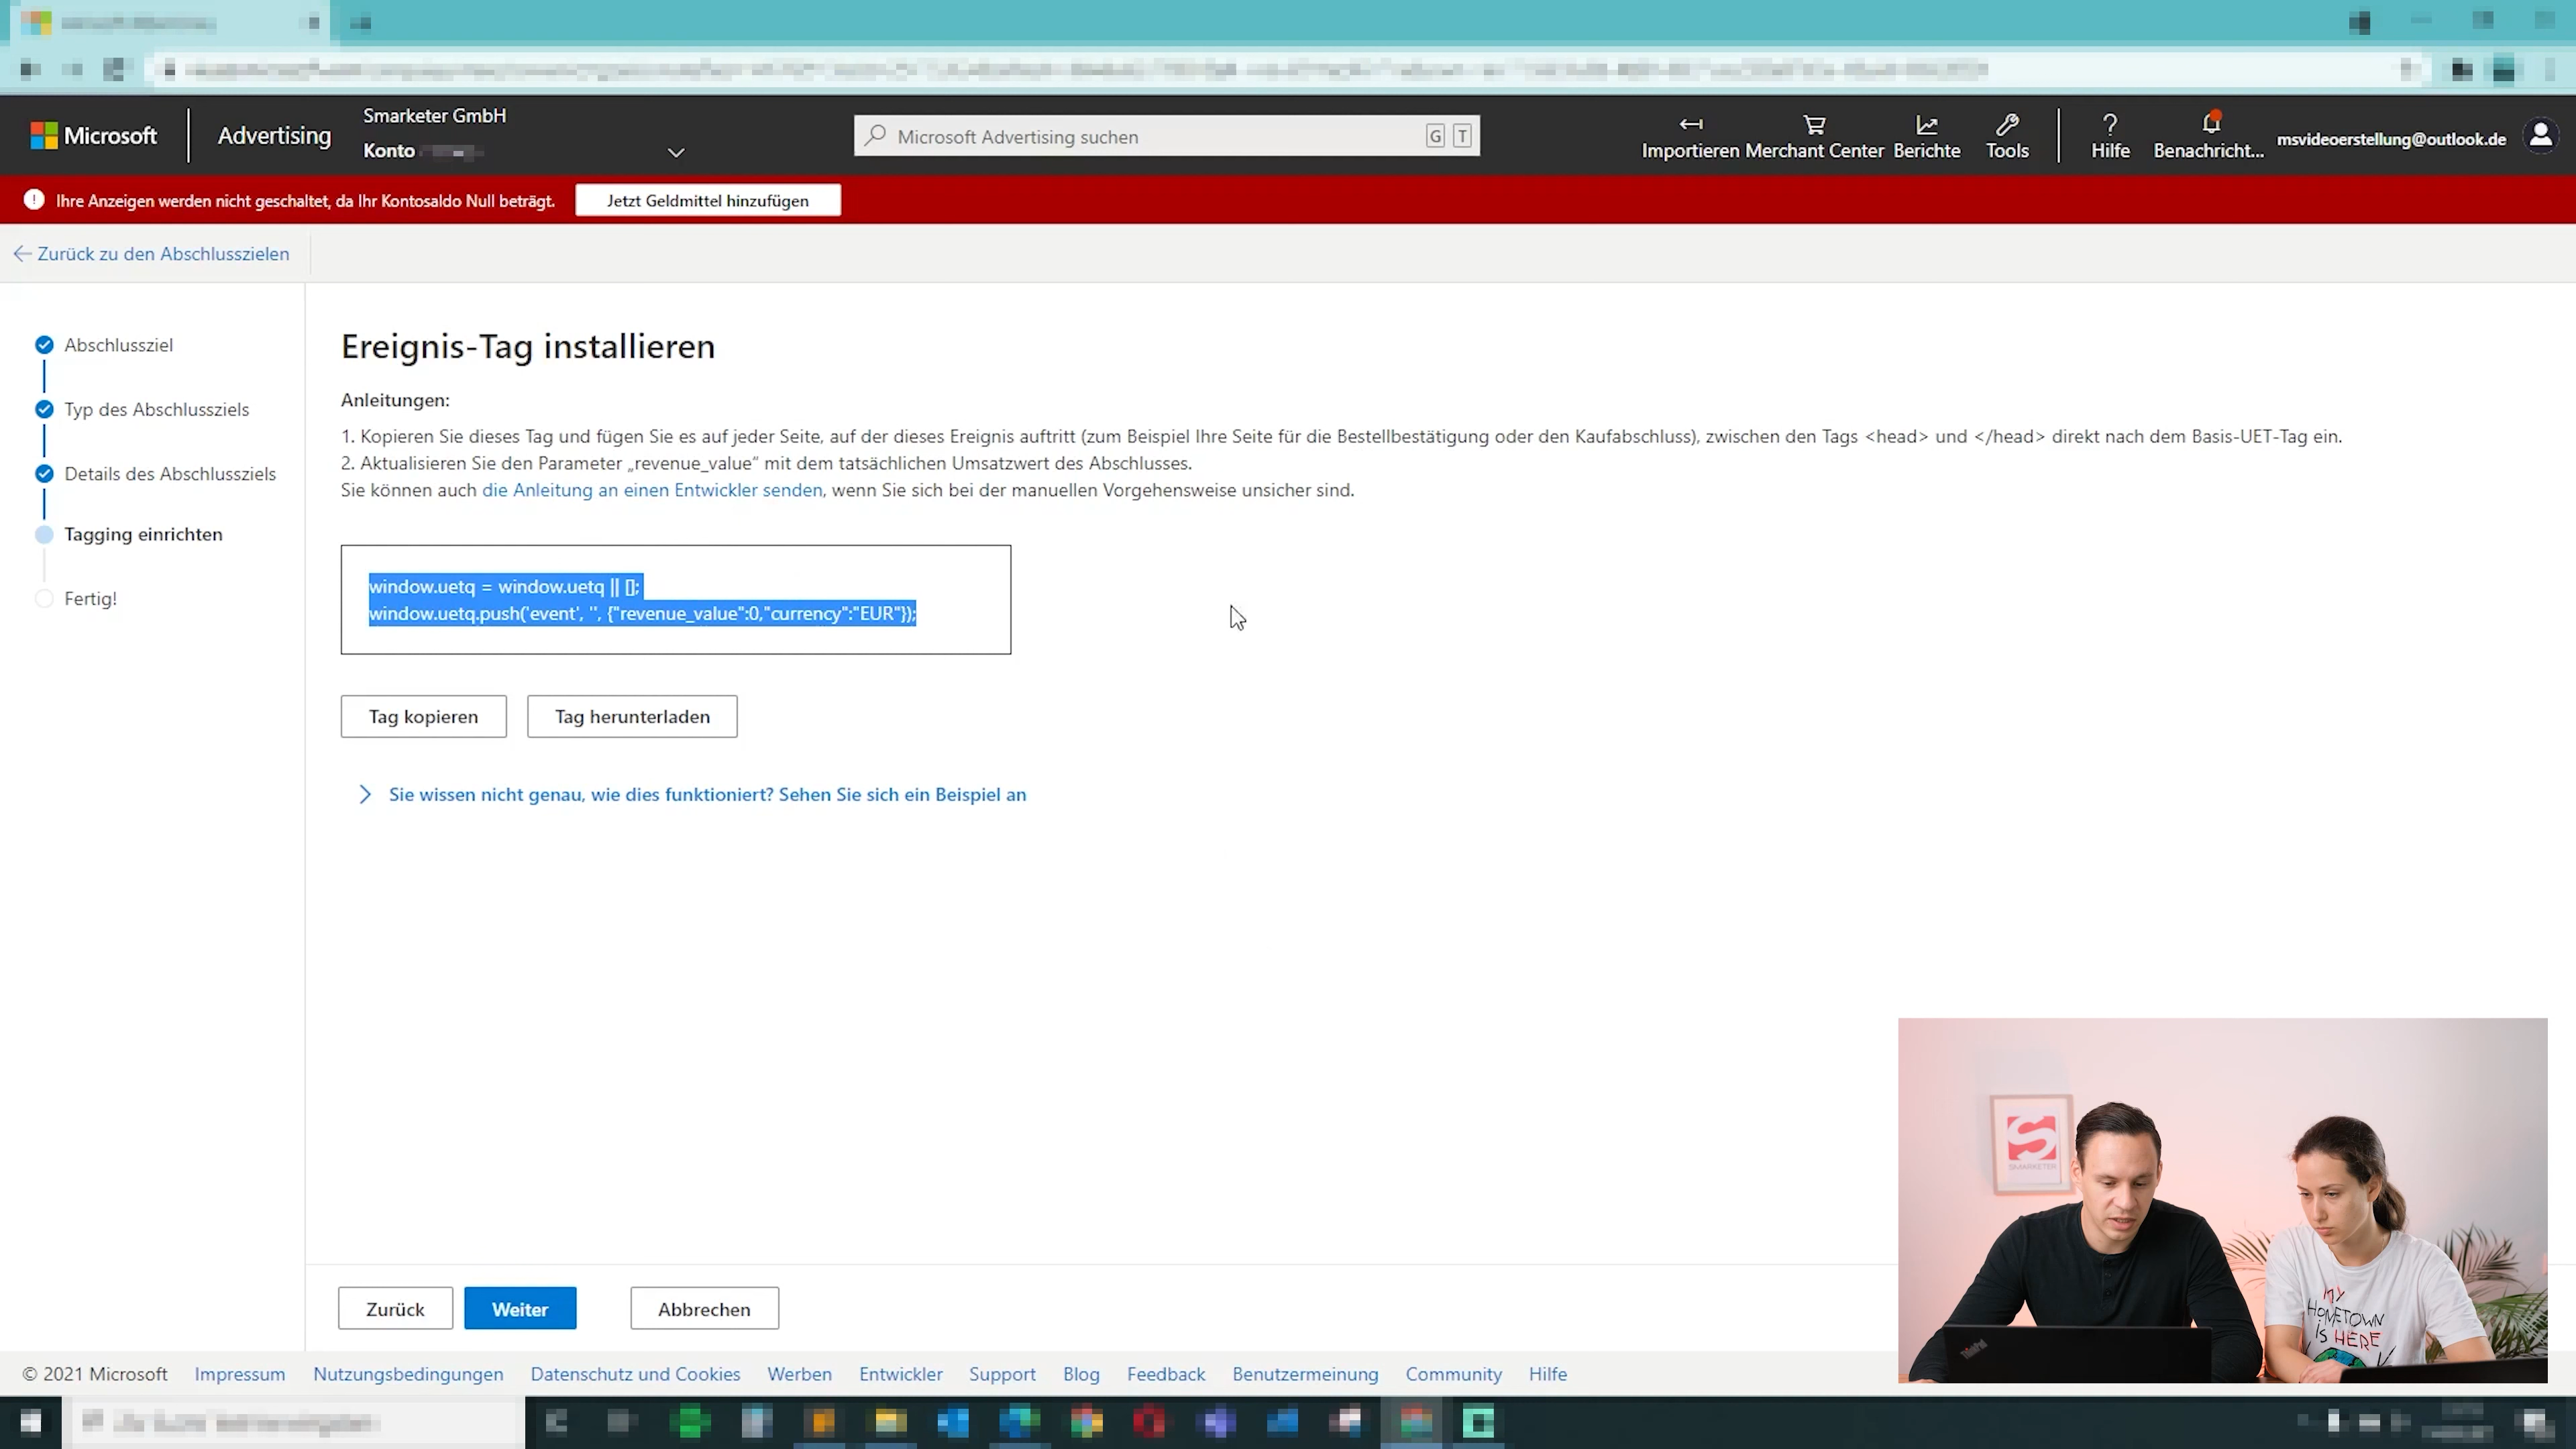 Microsoft
Advertising
Smarketer GmbH
Konto
Microsoft Advertising suchen
G
T
Importieren
Merchant Center
Berichte
Tools
Hilfe
Benachricht...
msvideoerstellung@outlook.de
Ihre Anzeigen werden nicht geschaltet, da Ihr Kontosaldo Null beträgt.
Jetzt Geldmittel hinzufügen
Zurück zu den Abschlusszielen
Abschlussziel
Typ des Abschlussziels
Details des Abschlussziels
Tagging einrichten
Fertig!
Ereignis-Tag installieren
Anleitungen:
1. Kopieren Sie dieses Tag und fügen Sie es auf jeder Seite, auf der dieses Ereignis auftritt (zum Beispiel Ihre Seite für die Bestellbestätigung oder den Kaufabschluss), zwischen den Tags <head> und </head> direkt nach dem Basis-UET-Tag ein.
2. Aktualisieren Sie den Parameter „revenue_value“ mit dem tatsächlichen Umsatzwert des Abschlusses.
Sie können auch die Anleitung an einen Entwickler senden, wenn Sie sich bei der manuellen Vorgehensweise unsicher sind.
window.uetq = window.uetq || [];
window.uetq.push('event', '', {"revenue_value":0,"currency":"EUR"});
Tag kopieren
Tag herunterladen
Sie wissen nicht genau, wie dies funktioniert? Sehen Sie sich ein Beispiel an
Zurück
Weiter
Abbrechen
SMARKETER
ThinkPad
MY
HOMETOWN
iS HERE
© 2021 Microsoft
Impressum
Nutzungsbedingungen
Datenschutz und Cookies
Werben
Entwickler
Support
Blog
Feedback
Benutzermeinung
Community
Hilfe